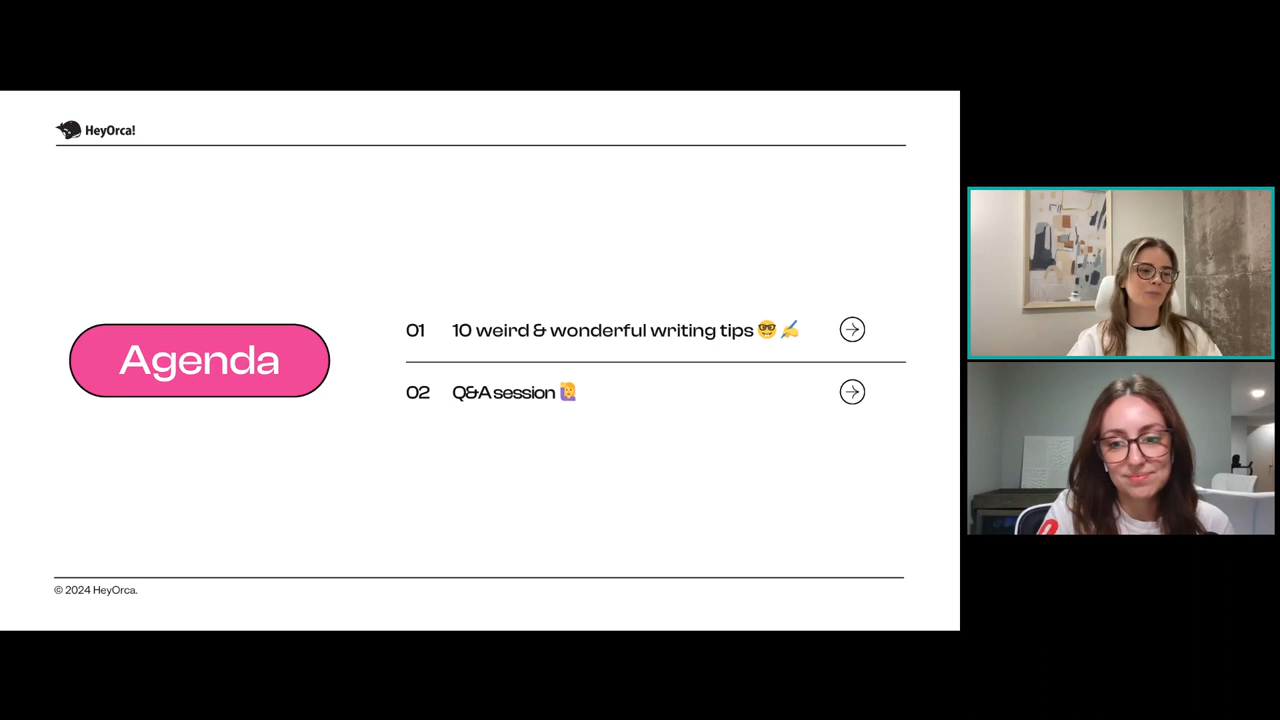 HeyOrca!
Agenda
01 10 weird & wonderful writing tips 🤓 ✍️
02 Q&A session 🙋
© 2024 HeyOrca.